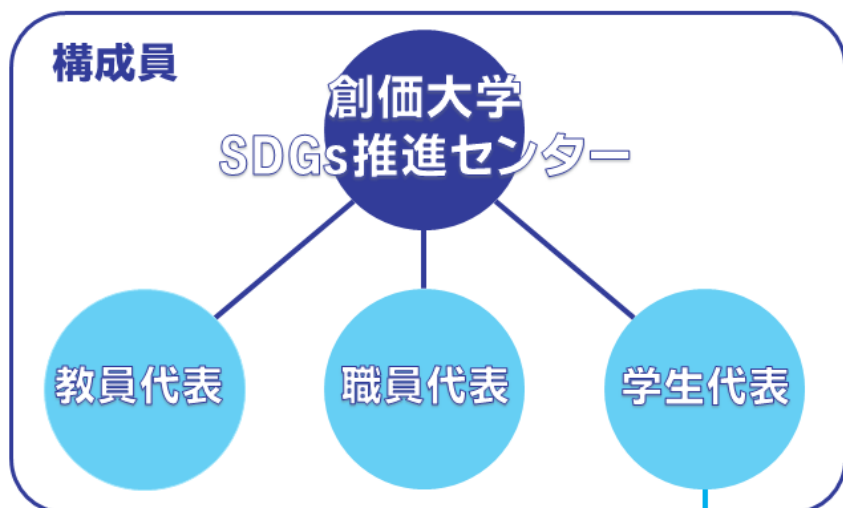 構成員
創価大学
SDGs推進センター
教員代表
職員代表
学生代表